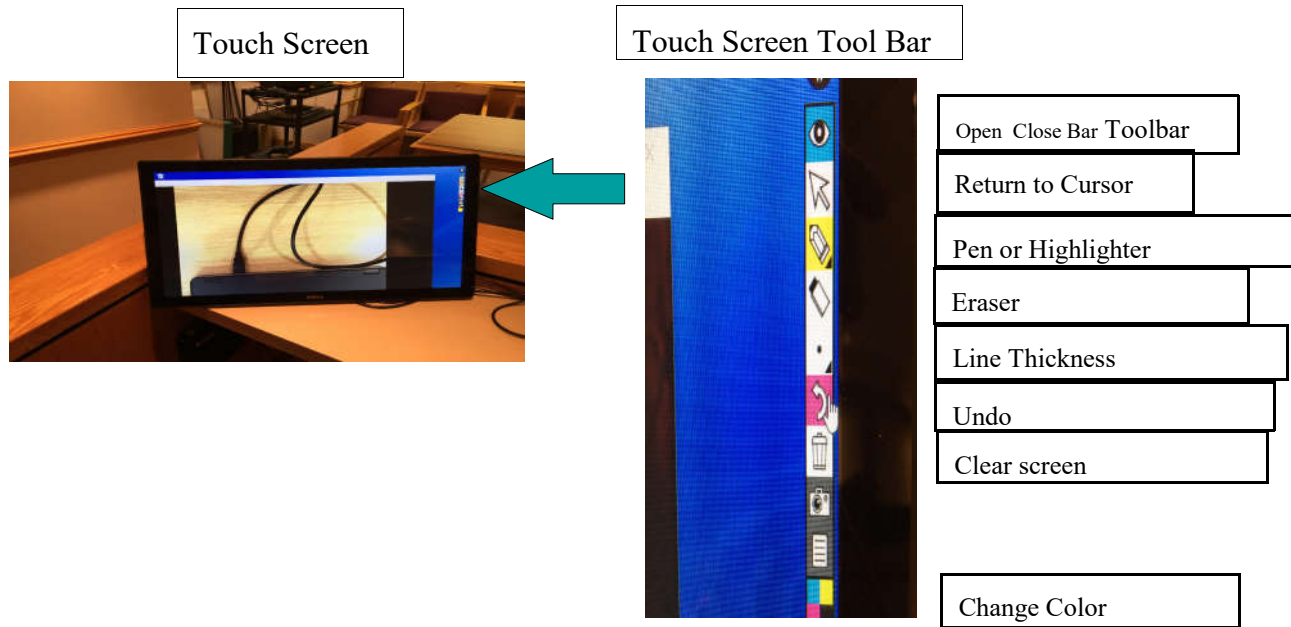 Touch Screen
Touch Screen Tool Bar
Open Close Bar Toolbar
Return to Cursor
Pen or Highlighter
Eraser
Line Thickness
Undo
Clear screen
Change Color